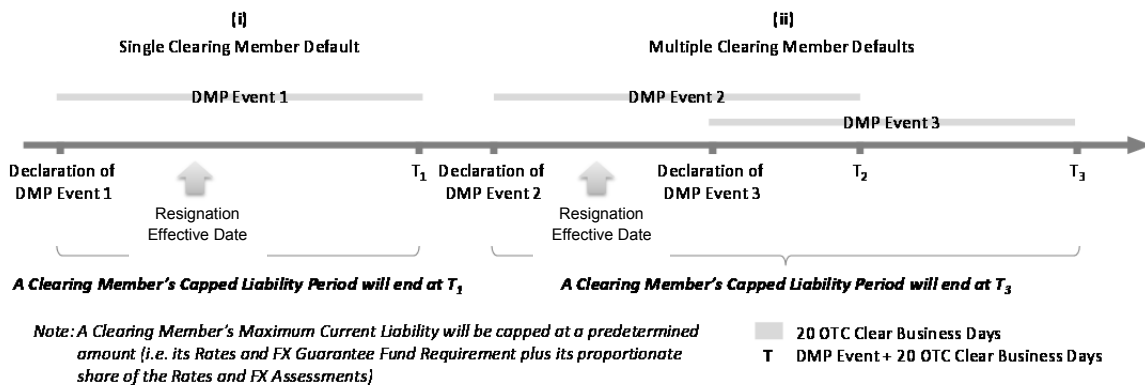 (i)
Single Clearing Member Default
(ii)
Multiple Clearing Member Defaults
DMP Event 1
DMP Event 2
DMP Event 3
Declaration of
DMP Event 1
T1
Declaration of
DMP Event 2
Declaration of
DMP Event 3
T2
T3
Resignation
Effective Date
Resignation
Effective Date
A Clearing Member's Capped Liability Period will end at T1
A Clearing Member's Capped Liability Period will end at T3
Note: A Clearing Member's Maximum Current Liability will be capped at a predetermined
amount (i.e. its Rates and FX Guarantee Fund Requirement plus its proportionate
share of the Rates and FX Assessments)
20 OTC Clear Business Days
T DMP Event + 20 OTC Clear Business Days